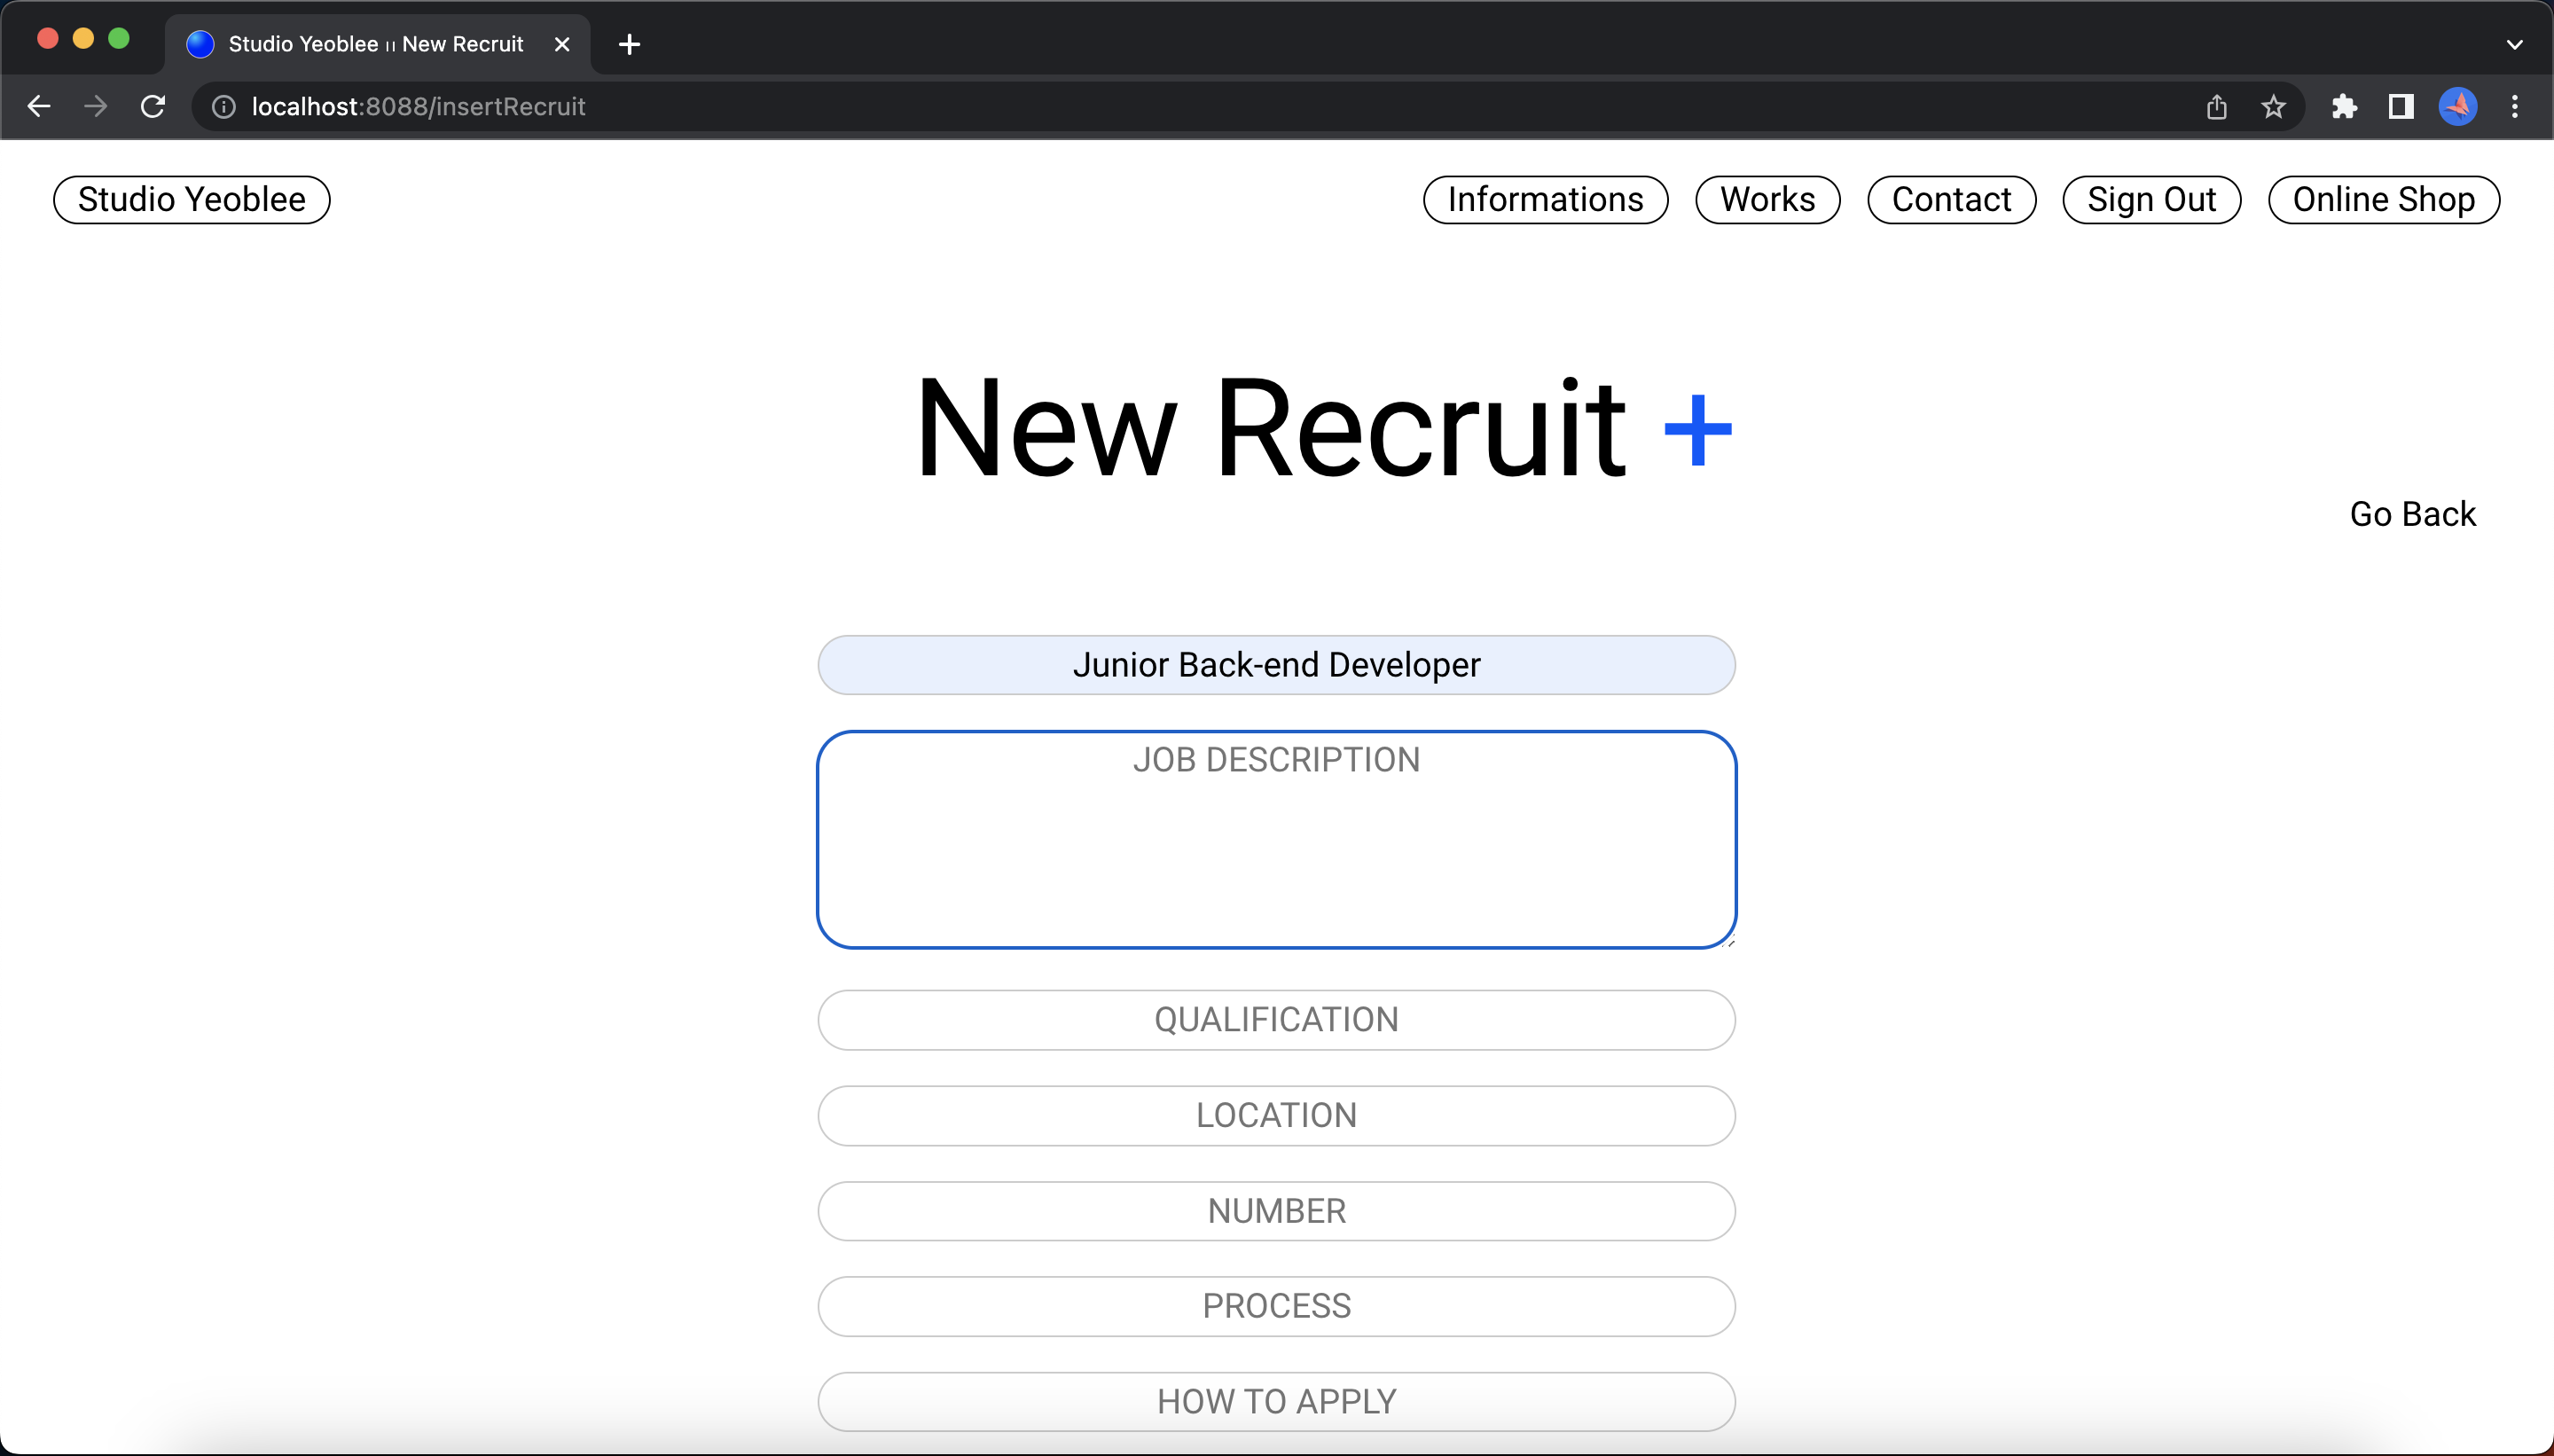 Studio Yeoblee ıı New Recruit
localhost:8088/insertRecruit
Studio Yeoblee
Informations
Works
Contact
Sign Out
Online Shop
New Recruit +
Go Back
Junior Back-end Developer
JOB DESCRIPTION
QUALIFICATION
LOCATION
NUMBER
PROCESS
HOW TO APPLY